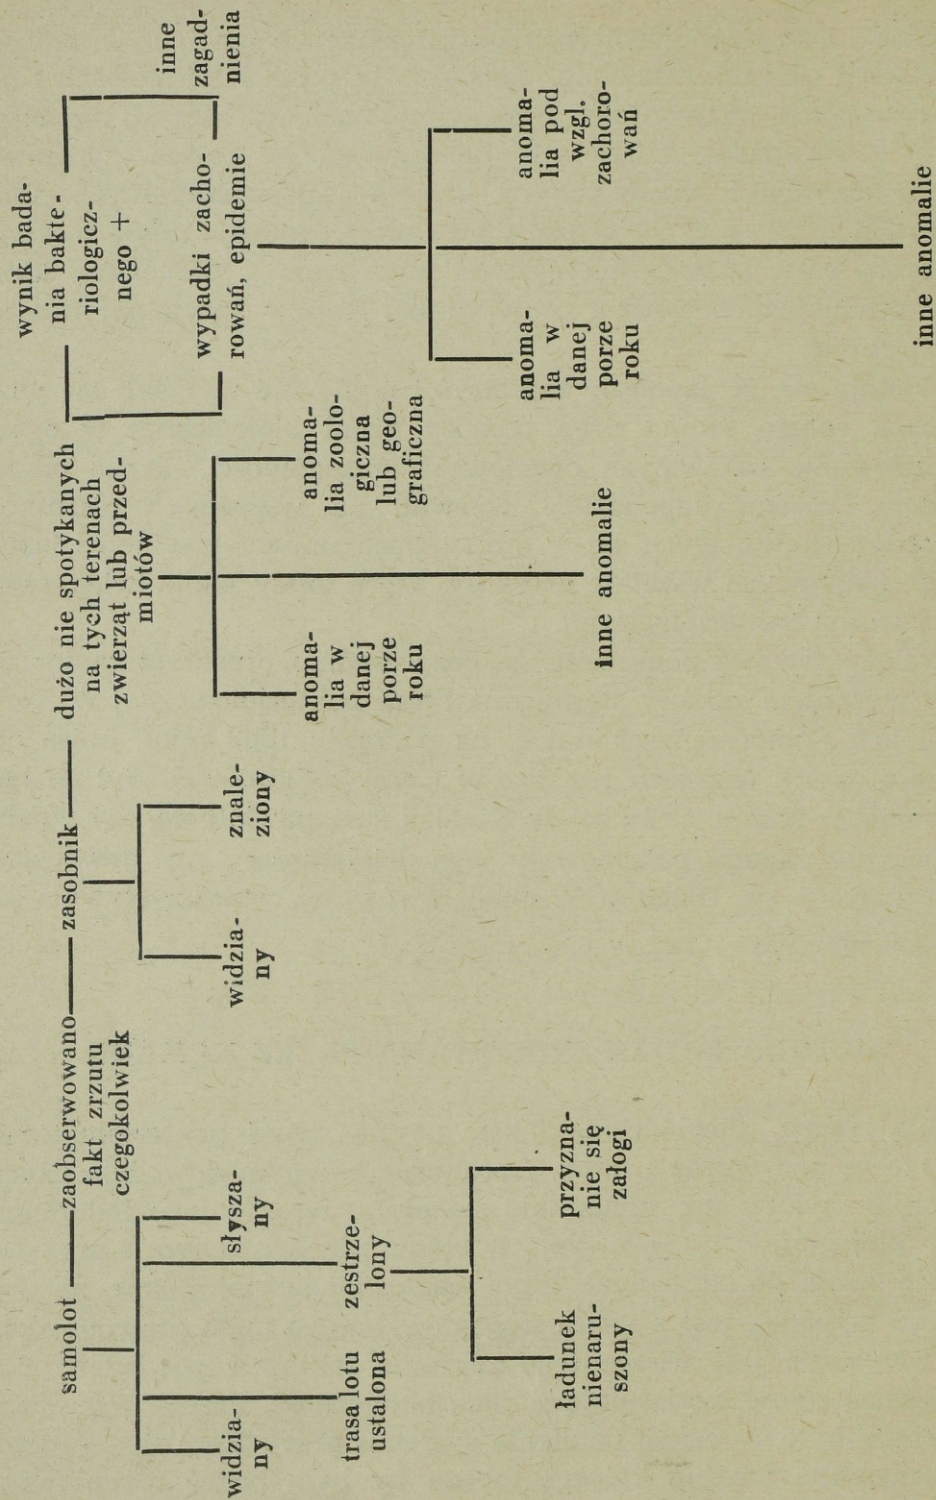 samolot
zaobserwowano
fakt zrzutu
czegokolwiek
zasobnik
dużo nie spotykanych
na tych terenach
zwierząt lub przed-
miotów
wynik bada-
nia bakte-
riologicz-
nego +
wypadki zacho-
rowań, epidemie
inne
zagad-
nienia
widzia-
ny
trasa lotu
ustalona
zestrze-
lony
słysza-
ny
ładunek
nienaru-
szony
przyzna-
nie się
załogi
widzia-
ny
znale-
ziony
anoma-
lia w
danej
porze
roku
inne anomalie
anoma-
lia zoolo-
giczna
lub geo-
graficzna
anoma-
lia w
danej
porze
roku
inne anomalie
anoma-
lia pod
wzgl.
zachoro-
wań